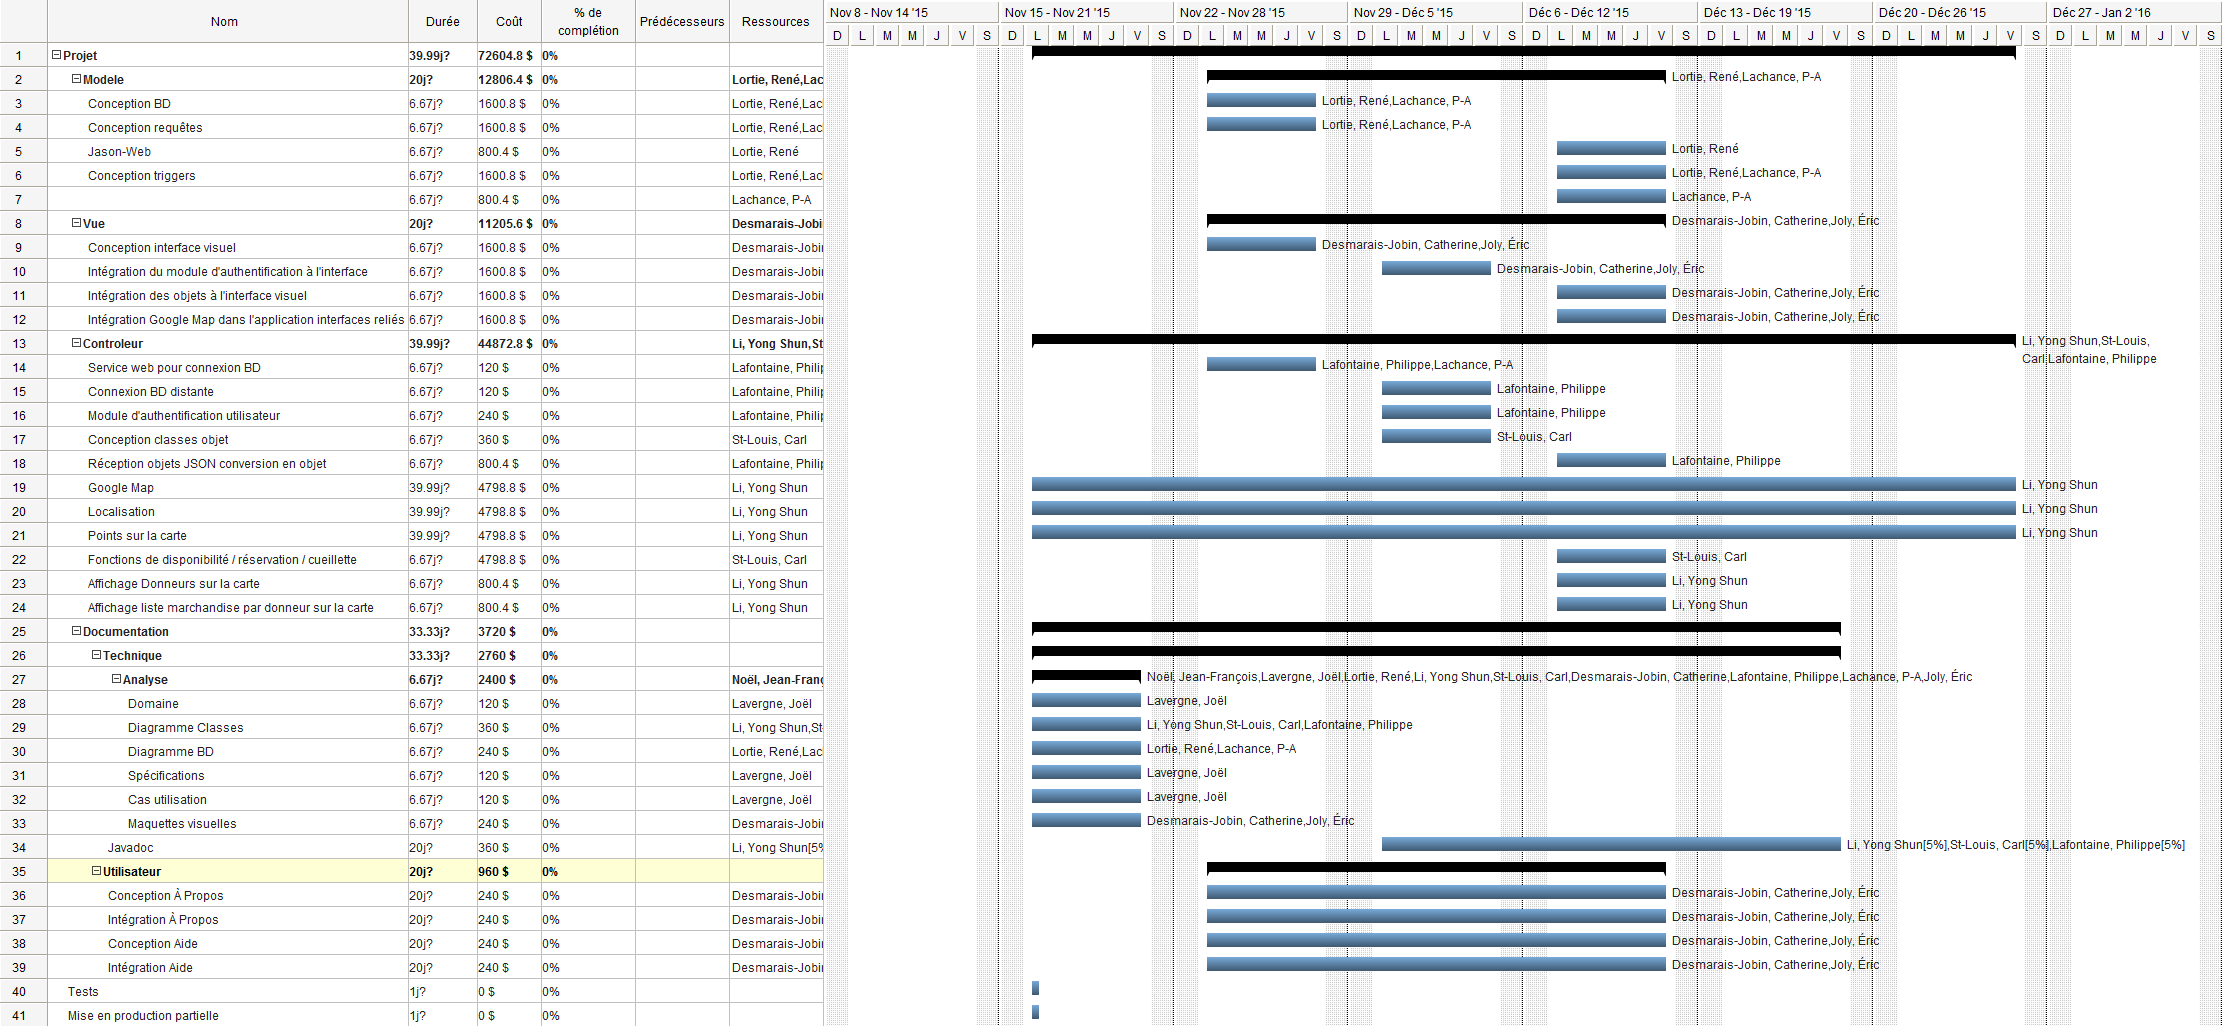 Nom Durée Coût % de complétion Prédécesseurs Ressources
Nov 8 - Nov 14 '15 Nov 15 - Nov 21 '15 Nov 22 - Nov 28 '15 Nov 29 - Déc 5 '15 Déc 6 - Déc 12 '15 Déc 13 - Déc 19 '15 Déc 20 - Déc 26 '15 Déc 27 - Jan 2 '16
D L M M J V S D L M M J V S D L M M J V S D L M M J V S D L M M J V S D L M M J V S D L M M J V S D L M M J V S
1 Projet 39.99j? 72604.8 $ 0%
2 Modele 20j? 12806.4 $ 0% Lortie, René,Lac Lortie, René,Lachance, P-A
3 Conception BD 6.67j? 1600.8 $ 0% Lortie, René,Lac Lortie, René,Lachance, P-A
4 Conception requêtes 6.67j? 1600.8 $ 0% Lortie, René,Lac Lortie, René,Lachance, P-A
5 Jason-Web 6.67j? 800.4 $ 0% Lortie, René Lortie, René
6 Conception triggers 6.67j? 1600.8 $ 0% Lortie, René,Lac Lortie, René,Lachance, P-A
7 6.67j? 800.4 $ 0% Lachance, P-A Lachance, P-A
8 Vue 20j? 11205.6 $ 0% Desmarais-Jobi Desmarais-Jobin, Catherine,Joly, Éric
9 Conception interface visuel 6.67j? 1600.8 $ 0% Desmarais-Jobi Desmarais-Jobin, Catherine,Joly, Éric
10 Intégration du module d'authentification à l'interface 6.67j? 1600.8 $ 0% Desmarais-Jobi Desmarais-Jobin, Catherine,Joly, Éric
11 Intégration des objets à l'interface visuel 6.67j? 1600.8 $ 0% Desmarais-Jobi Desmarais-Jobin, Catherine,Joly, Éric
12 Intégration Google Map dans l'application interfaces reliés 6.67j? 1600.8 $ 0% Desmarais-Jobi Desmarais-Jobin, Catherine,Joly, Éric
13 Controleur 39.99j? 44872.8 $ 0% Li, Yong Shun,St Li, Yong Shun,St-Louis,
Carl,Lafontaine, Philippe
14 Service web pour connexion BD 6.67j? 120 $ 0% Lafontaine, Philip Lafontaine, Philippe,Lachance, P-A
15 Connexion BD distante 6.67j? 120 $ 0% Lafontaine, Philip Lafontaine, Philippe
16 Module d'authentification utilisateur 6.67j? 240 $ 0% Lafontaine, Philip Lafontaine, Philippe
17 Conception classes objet 6.67j? 360 $ 0% St-Louis, Carl St-Louis, Carl
18 Réception objets JSON conversion en objet 6.67j? 800.4 $ 0% Lafontaine, Philip Lafontaine, Philippe
19 Google Map 39.99j? 4798.8 $ 0% Li, Yong Shun Li, Yong Shun
20 Localisation 39.99j? 4798.8 $ 0% Li, Yong Shun Li, Yong Shun
21 Points sur la carte 39.99j? 4798.8 $ 0% Li, Yong Shun Li, Yong Shun
22 Fonctions de disponibilité / réservation / cueillette 6.67j? 4798.8 $ 0% St-Louis, Carl St-Louis, Carl
23 Affichage Donneurs sur la carte 6.67j? 800.4 $ 0% Li, Yong Shun Li, Yong Shun
24 Affichage liste marchandise par donneur sur la carte 6.67j? 800.4 $ 0% Li, Yong Shun Li, Yong Shun
25 Documentation 33.33j? 3720 $ 0%
26 Technique 33.33j? 2760 $ 0%
27 Analyse 6.67j? 2400 $ 0% Noël, Jean-Franç Noël, Jean-François,Lavergne, Joël,Lortie, René,Li, Yong Shun,St-Louis, Carl,Desmarais-Jobin, Catherine,Lafontaine, Philippe,Lachance, P-A,Joly, Éric
28 Domaine 6.67j? 120 $ 0% Lavergne, Joël Lavergne, Joël
29 Diagramme Classes 6.67j? 360 $ 0% Li, Yong Shun,St Li, Yong Shun,St-Louis, Carl,Lafontaine, Philippe
30 Diagramme BD 6.67j? 240 $ 0% Lortie, René,Lac Lortie, René,Lachance, P-A
31 Spécifications 6.67j? 120 $ 0% Lavergne, Joël Lavergne, Joël
32 Cas utilisation 6.67j? 120 $ 0% Lavergne, Joël Lavergne, Joël
33 Maquettes visuelles 6.67j? 240 $ 0% Desmarais-Jobi Desmarais-Jobin, Catherine,Joly, Éric
34 Javadoc 20j? 360 $ 0% Li, Yong Shun[5% Li, Yong Shun[5%],St-Louis, Carl[5%],Lafontaine, Philippe[5%]
35 Utilisateur 20j? 960 $ 0%
36 Conception À Propos 20j? 240 $ 0% Desmarais-Jobi Desmarais-Jobin, Catherine,Joly, Éric
37 Intégration À Propos 20j? 240 $ 0% Desmarais-Jobi Desmarais-Jobin, Catherine,Joly, Éric
38 Conception Aide 20j? 240 $ 0% Desmarais-Jobi Desmarais-Jobin, Catherine,Joly, Éric
39 Intégration Aide 20j? 240 $ 0% Desmarais-Jobi Desmarais-Jobin, Catherine,Joly, Éric
40 Tests 1j? 0 $ 0%
41 Mise en production partielle 1j? 0 $ 0%